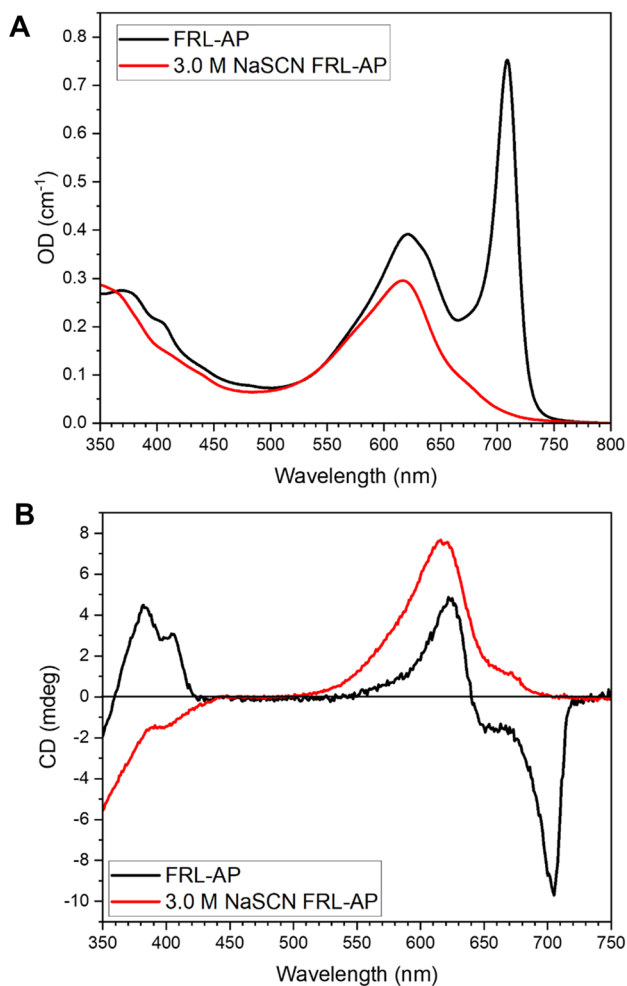 A
FRL-AP
3.0 M NaSCN FRL-AP
OD (cm⁻¹)
0.8
0.7
0.6
0.5
0.4
0.3
0.2
0.1
0.0
350 400 450 500 550 600 650 700 750 800
Wavelength (nm)
B
CD (mdeg)
8
6
4
2
0
-2
-4
-6
-8
-10
FRL-AP
3.0 M NaSCN FRL-AP
350 400 450 500 550 600 650 700 750
Wavelength (nm)